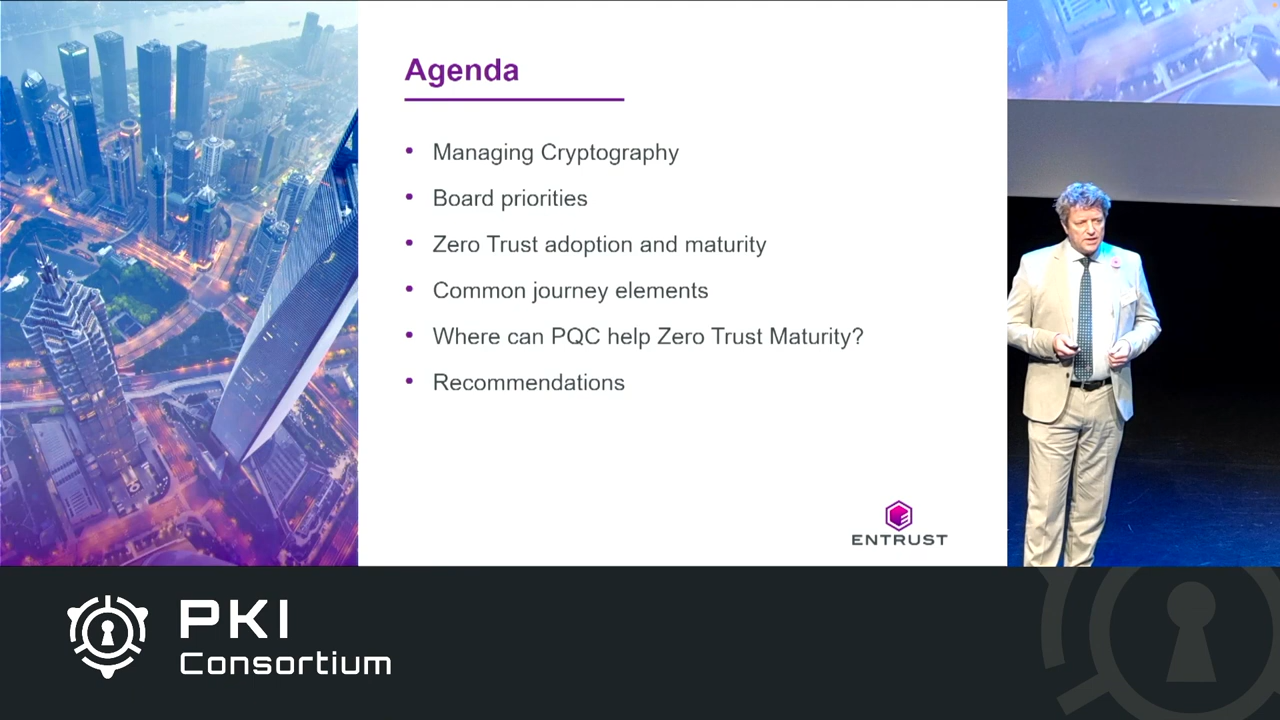 Agenda
• Managing Cryptography
• Board priorities
• Zero Trust adoption and maturity
• Common journey elements
• Where can PQC help Zero Trust Maturity?
• Recommendations
ENTRUST
PKI
Consortium